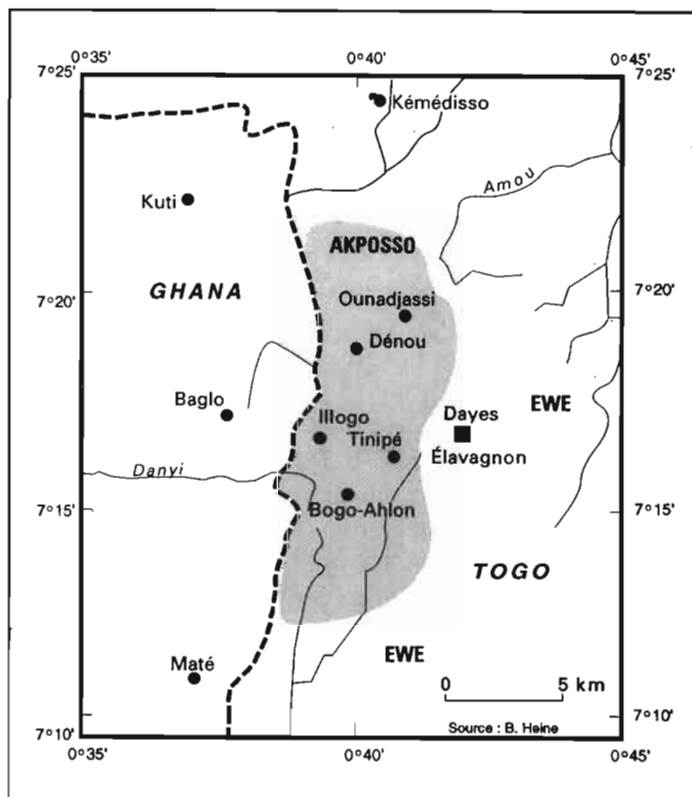 0°35' 0°40' 0°45'
7°25' 7°25'
Kémédisso
Amou
Kuti
AKPOSSO
GHANA
7°20' 7°20'
Ounadjassi
Dénou
Baglo
EWE
Illogo
Dayes
Tinipé
Élavagnon
Danyi
7°15' 7°15'
Bogo-Ahlon
TOGO
EWE
Maté
0 5 km
Source : B. Heine
7°10' 7°10'
0°35' 0°40' 0°45'